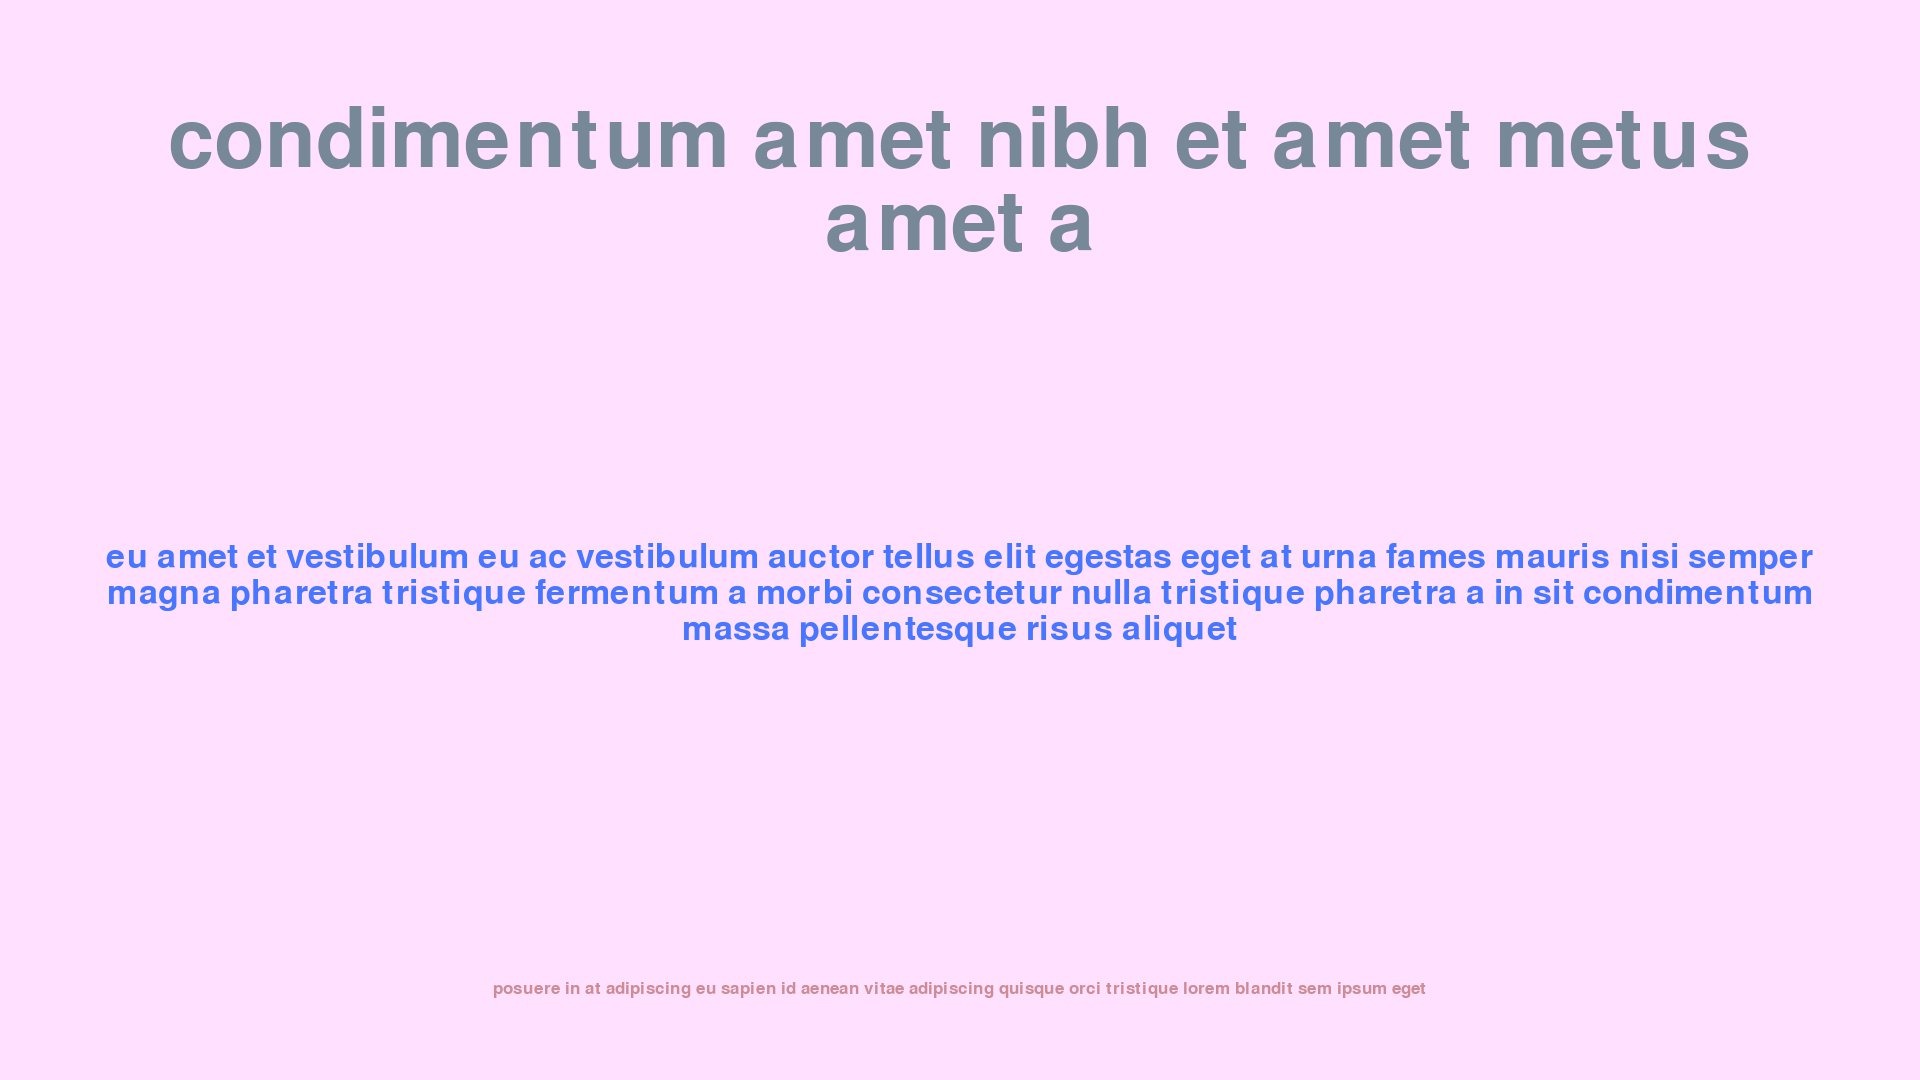 condimentum amet nibh et amet metus
amet a
eu amet et vestibulum eu ac vestibulum auctor tellus elit egestas eget at urna fames mauris nisi semper
magna pharetra tristique fermentum a morbi consectetur nulla tristique pharetra a in sit condimentum
massa pellentesque risus aliquet
posuere in at adipiscing eu sapien id aenean vitae adipiscing quisque orci tristique lorem blandit sem ipsum eget